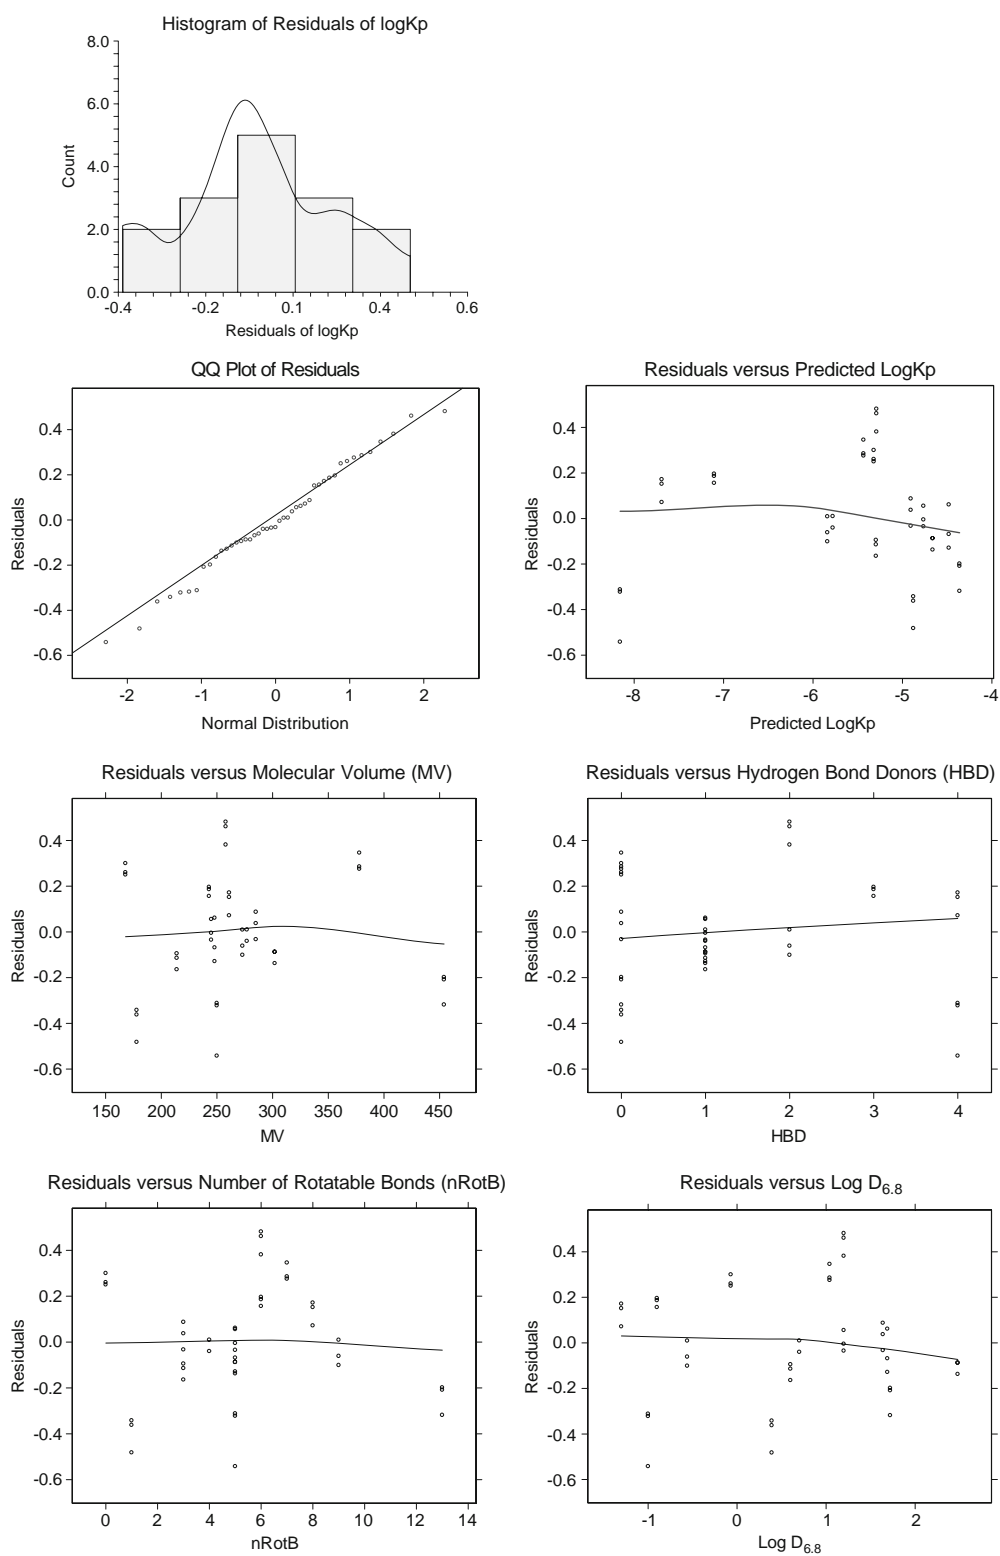 Histogram of Residuals of logKp
8.0
6.0
4.0
2.0
0.0
Count
-0.4 -0.2 0.1 0.4 0.6
Residuals of logKp
QQ Plot of Residuals
0.4
0.2
0.0
-0.2
-0.4
-0.6
Residuals
-2 -1 0 1 2
Normal Distribution
Residuals versus Predicted LogKp
0.4
0.2
0.0
-0.2
-0.4
-0.6
Residuals
-8 -7 -6 -5 -4
Predicted LogKp
Residuals versus Molecular Volume (MV)
0.4
0.2
0.0
-0.2
-0.4
-0.6
Residuals
150 200 250 300 350 400 450
MV
Residuals versus Hydrogen Bond Donors (HBD)
0.4
0.2
0.0
-0.2
-0.4
-0.6
Residuals
0 1 2 3 4
HBD
Residuals versus Number of Rotatable Bonds (nRotB)
0.4
0.2
0.0
-0.2
-0.4
-0.6
Residuals
0 2 4 6 8 10 12 14
nRotB
Residuals versus Log D6.8
0.4
0.2
0.0
-0.2
-0.4
-0.6
Residuals
-1 0 1 2
Log D6.8